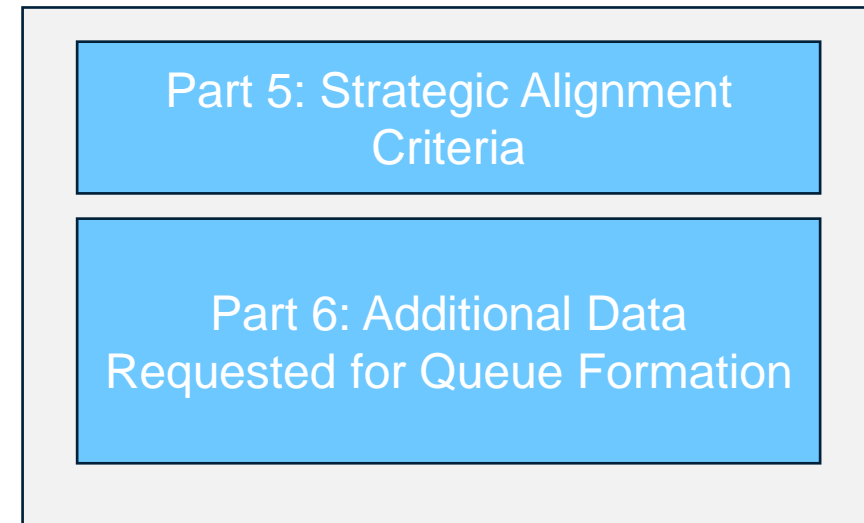 Part 5: Strategic Alignment
Criteria
Part 6: Additional Data
Requested for Queue Formation